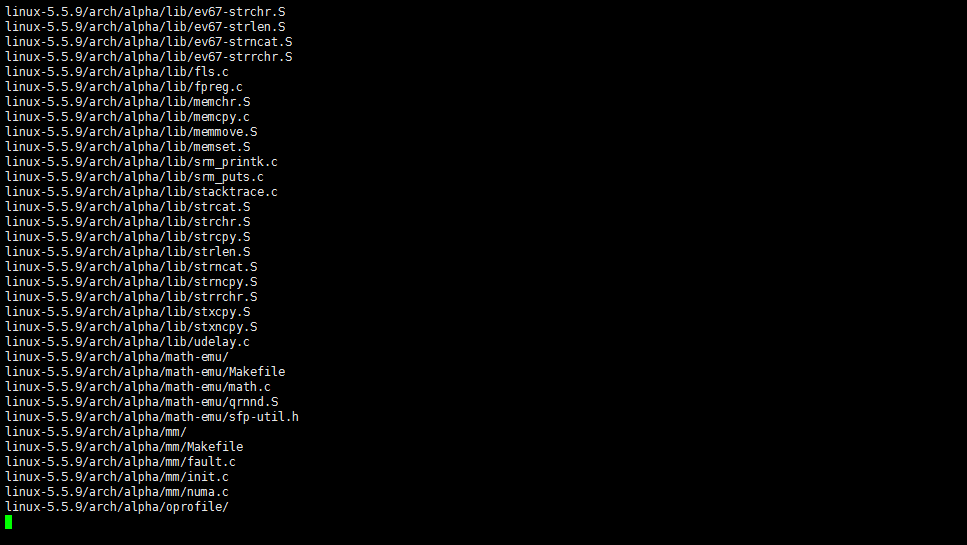 linux-5.5.9/arch/alpha/lib/ev67-strchr.S
linux-5.5.9/arch/alpha/lib/ev67-strlen.S
linux-5.5.9/arch/alpha/lib/ev67-strncat.S
linux-5.5.9/arch/alpha/lib/ev67-strrchr.S
linux-5.5.9/arch/alpha/lib/fls.c
linux-5.5.9/arch/alpha/lib/fpreg.c
linux-5.5.9/arch/alpha/lib/memchr.S
linux-5.5.9/arch/alpha/lib/memcpy.c
linux-5.5.9/arch/alpha/lib/memmove.S
linux-5.5.9/arch/alpha/lib/memset.S
linux-5.5.9/arch/alpha/lib/srm_printk.c
linux-5.5.9/arch/alpha/lib/srm_puts.c
linux-5.5.9/arch/alpha/lib/stacktrace.c
linux-5.5.9/arch/alpha/lib/strcat.S
linux-5.5.9/arch/alpha/lib/strchr.S
linux-5.5.9/arch/alpha/lib/strcpy.S
linux-5.5.9/arch/alpha/lib/strlen.S
linux-5.5.9/arch/alpha/lib/strncat.S
linux-5.5.9/arch/alpha/lib/strncpy.S
linux-5.5.9/arch/alpha/lib/strrchr.S
linux-5.5.9/arch/alpha/lib/stxcpy.S
linux-5.5.9/arch/alpha/lib/stxncpy.S
linux-5.5.9/arch/alpha/lib/udelay.c
linux-5.5.9/arch/alpha/math-emu/
linux-5.5.9/arch/alpha/math-emu/Makefile
linux-5.5.9/arch/alpha/math-emu/math.c
linux-5.5.9/arch/alpha/math-emu/qrnnd.S
linux-5.5.9/arch/alpha/math-emu/sfp-util.h
linux-5.5.9/arch/alpha/mm/
linux-5.5.9/arch/alpha/mm/Makefile
linux-5.5.9/arch/alpha/mm/fault.c
linux-5.5.9/arch/alpha/mm/init.c
linux-5.5.9/arch/alpha/mm/numa.c
linux-5.5.9/arch/alpha/oprofile/